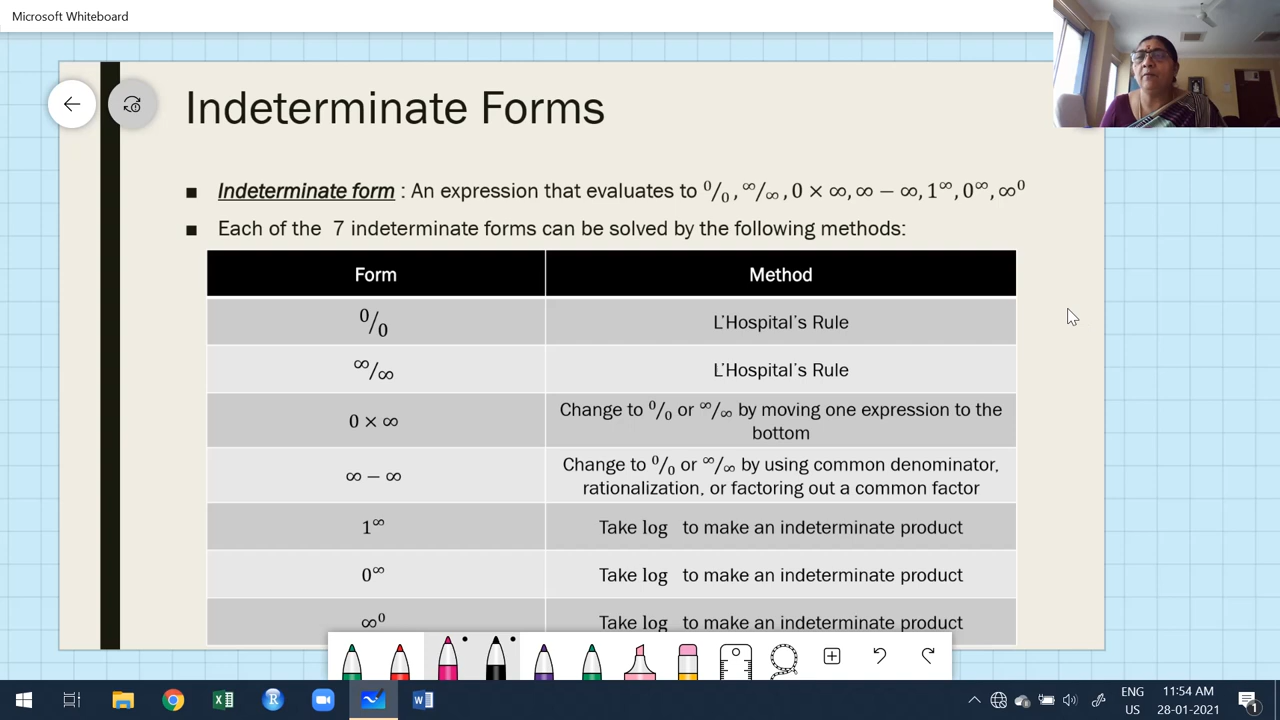 Microsoft Whiteboard
Indeterminate Forms
■ Indeterminate form : An expression that evaluates to ⁰/₀, ^∞/_∞, 0 × ∞, ∞ − ∞, 1^∞, 0^∞, ∞⁰
■ Each of the 7 indeterminate forms can be solved by the following methods:
Form Method
⁰/₀ L'Hospital's Rule
^∞/_∞ L'Hospital's Rule
0 × ∞ Change to ⁰/₀ or ^∞/_∞ by moving one expression to the
bottom
∞ − ∞ Change to ⁰/₀ or ^∞/_∞ by using common denominator,
rationalization, or factoring out a common factor
1^∞ Take log to make an indeterminate product
0^∞ Take log to make an indeterminate product
∞⁰ Take log to make an indeterminate product
ENG 11:54 AM
US 28-01-2021
1